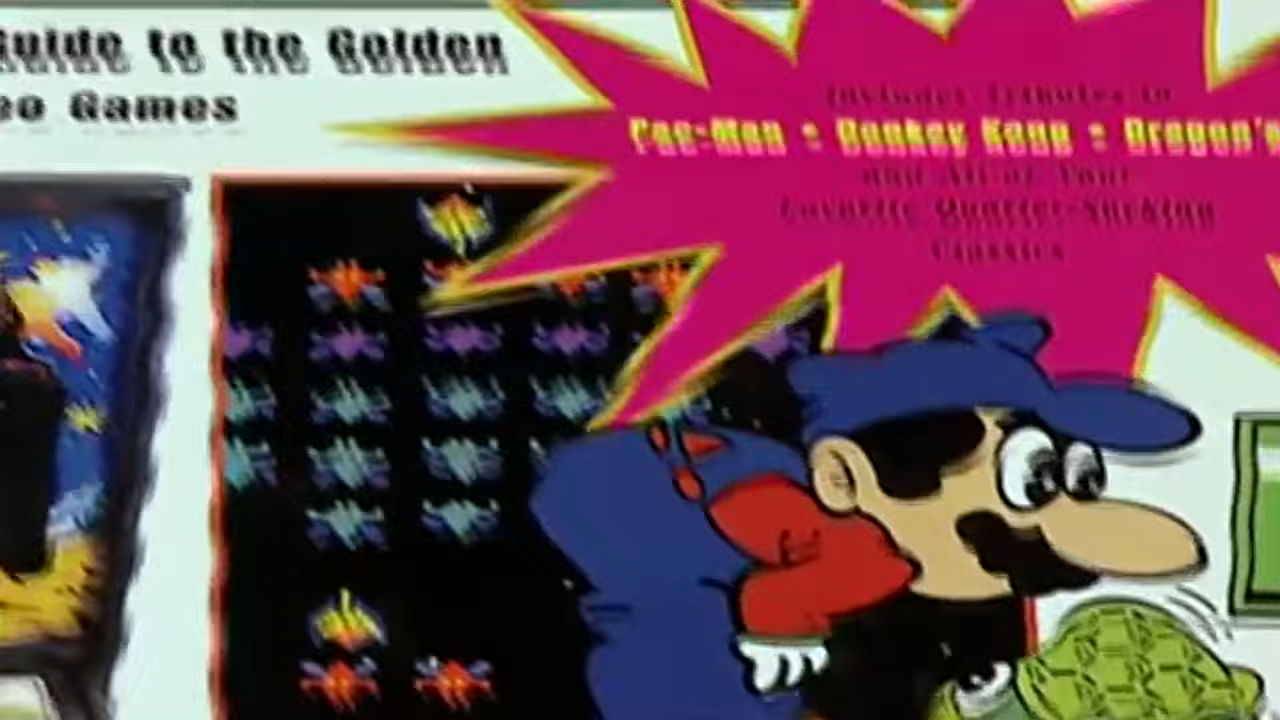 Guide to the Golden
eo Games
Includes Tributes to
Pac-Man • Donkey Kong • Dragon's
and All of Your
Favorite Quarter-Sucking
Classics